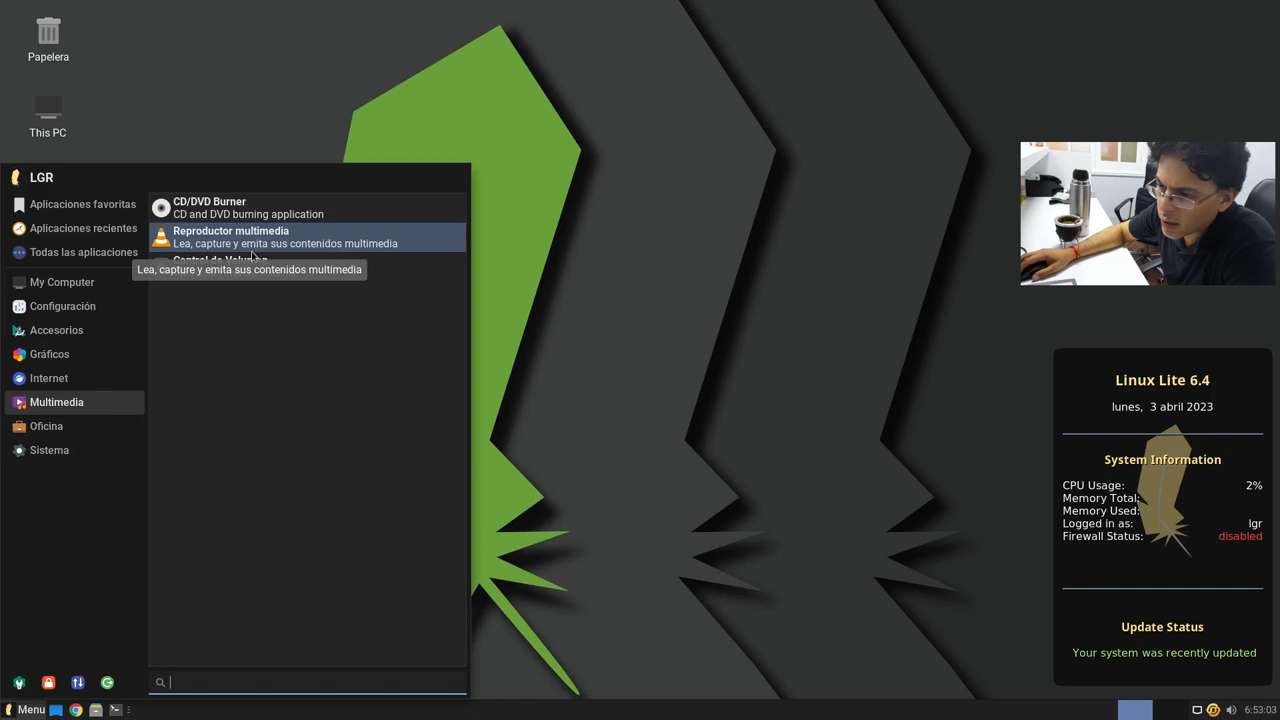 Papelera
This PC
LGR
Aplicaciones favoritas
Aplicaciones recientes
Todas las aplicaciones
My Computer
Configuración
Accesorios
Gráficos
Internet
Multimedia
Oficina
Sistema
CD/DVD Burner
CD and DVD burning application
Reproductor multimedia
Lea, capture y emita sus contenidos multimedia
Control de Volumen
Lea, capture y emita sus contenidos multimedia
Linux Lite 6.4
lunes, 3 abril 2023
System Information
CPU Usage: 2%
Memory Total:
Memory Used:
Logged in as: lgr
Firewall Status: disabled
Update Status
Your system was recently updated
Menu
6:53:03